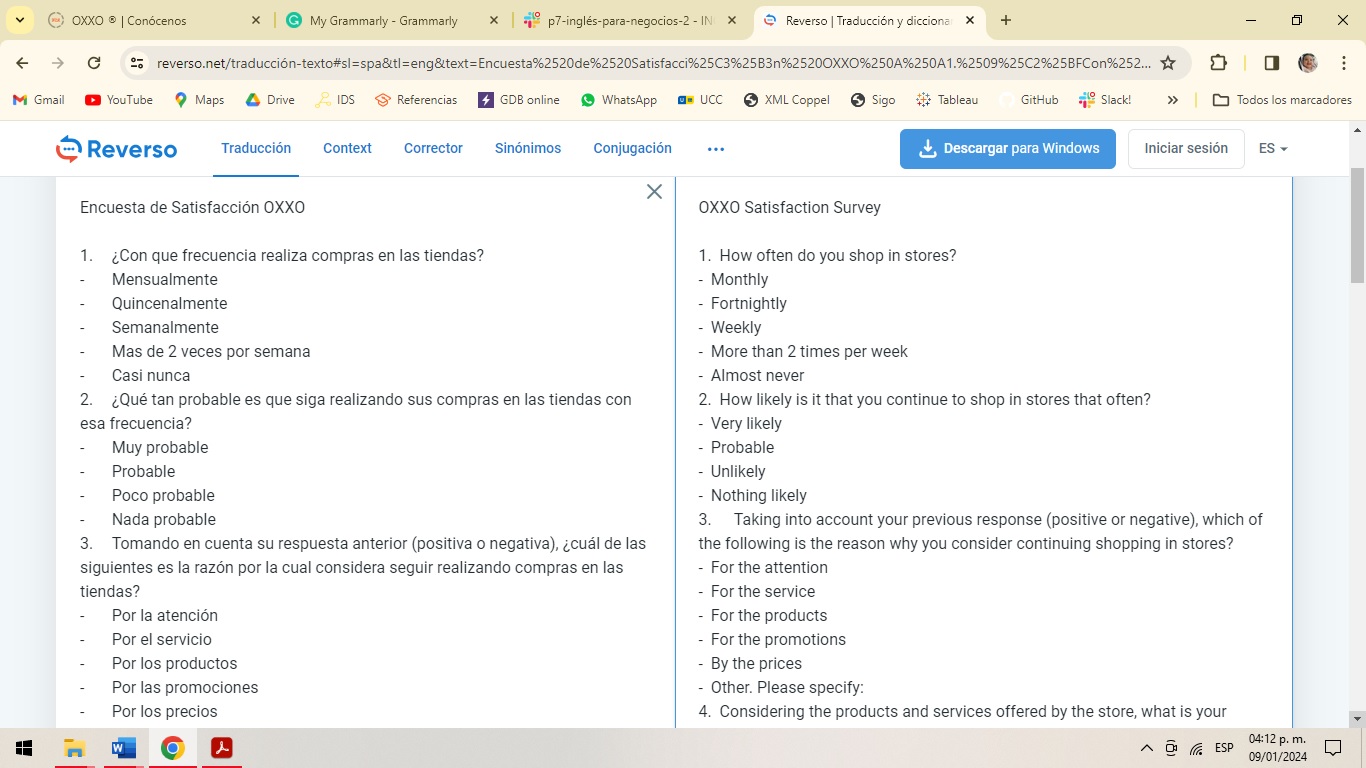 OXXO ® | Conócenos
My Grammarly - Grammarly
p7-inglés-para-negocios-2 - IN
Reverso | Traducción y dicciona
reverso.net/traducción-texto#sl=spa&tl=eng&text=Encuesta%2520de%2520Satisfacci%25C3%25B3n%2520OXXO%250A%250A1.%2509%25C2%25BFCon%252...
Gmail
YouTube
Maps
Drive
IDS
Referencias
GDB online
WhatsApp
UCC
XML Coppel
Sigo
Tableau
GitHub
Slack!
»
Todos los marcadores
Reverso
Traducción
Context
Corrector
Sinónimos
Conjugación
Descargar para Windows
Iniciar sesión
ES
Encuesta de Satisfacción OXXO
1. ¿Con que frecuencia realiza compras en las tiendas?
- Mensualmente
- Quincenalmente
- Semanalmente
- Mas de 2 veces por semana
- Casi nunca
2. ¿Qué tan probable es que siga realizando sus compras en las tiendas con
esa frecuencia?
- Muy probable
- Probable
- Poco probable
- Nada probable
3. Tomando en cuenta su respuesta anterior (positiva o negativa), ¿cuál de las
siguientes es la razón por la cual considera seguir realizando compras en las
tiendas?
- Por la atención
- Por el servicio
- Por los productos
- Por las promociones
- Por los precios
OXXO Satisfaction Survey
1. How often do you shop in stores?
- Monthly
- Fortnightly
- Weekly
- More than 2 times per week
- Almost never
2. How likely is it that you continue to shop in stores that often?
- Very likely
- Probable
- Unlikely
- Nothing likely
3. Taking into account your previous response (positive or negative), which of
the following is the reason why you consider continuing shopping in stores?
- For the attention
- For the service
- For the products
- For the promotions
- By the prices
- Other. Please specify:
4. Considering the products and services offered by the store, what is your
ESP
04:12 p. m.
09/01/2024